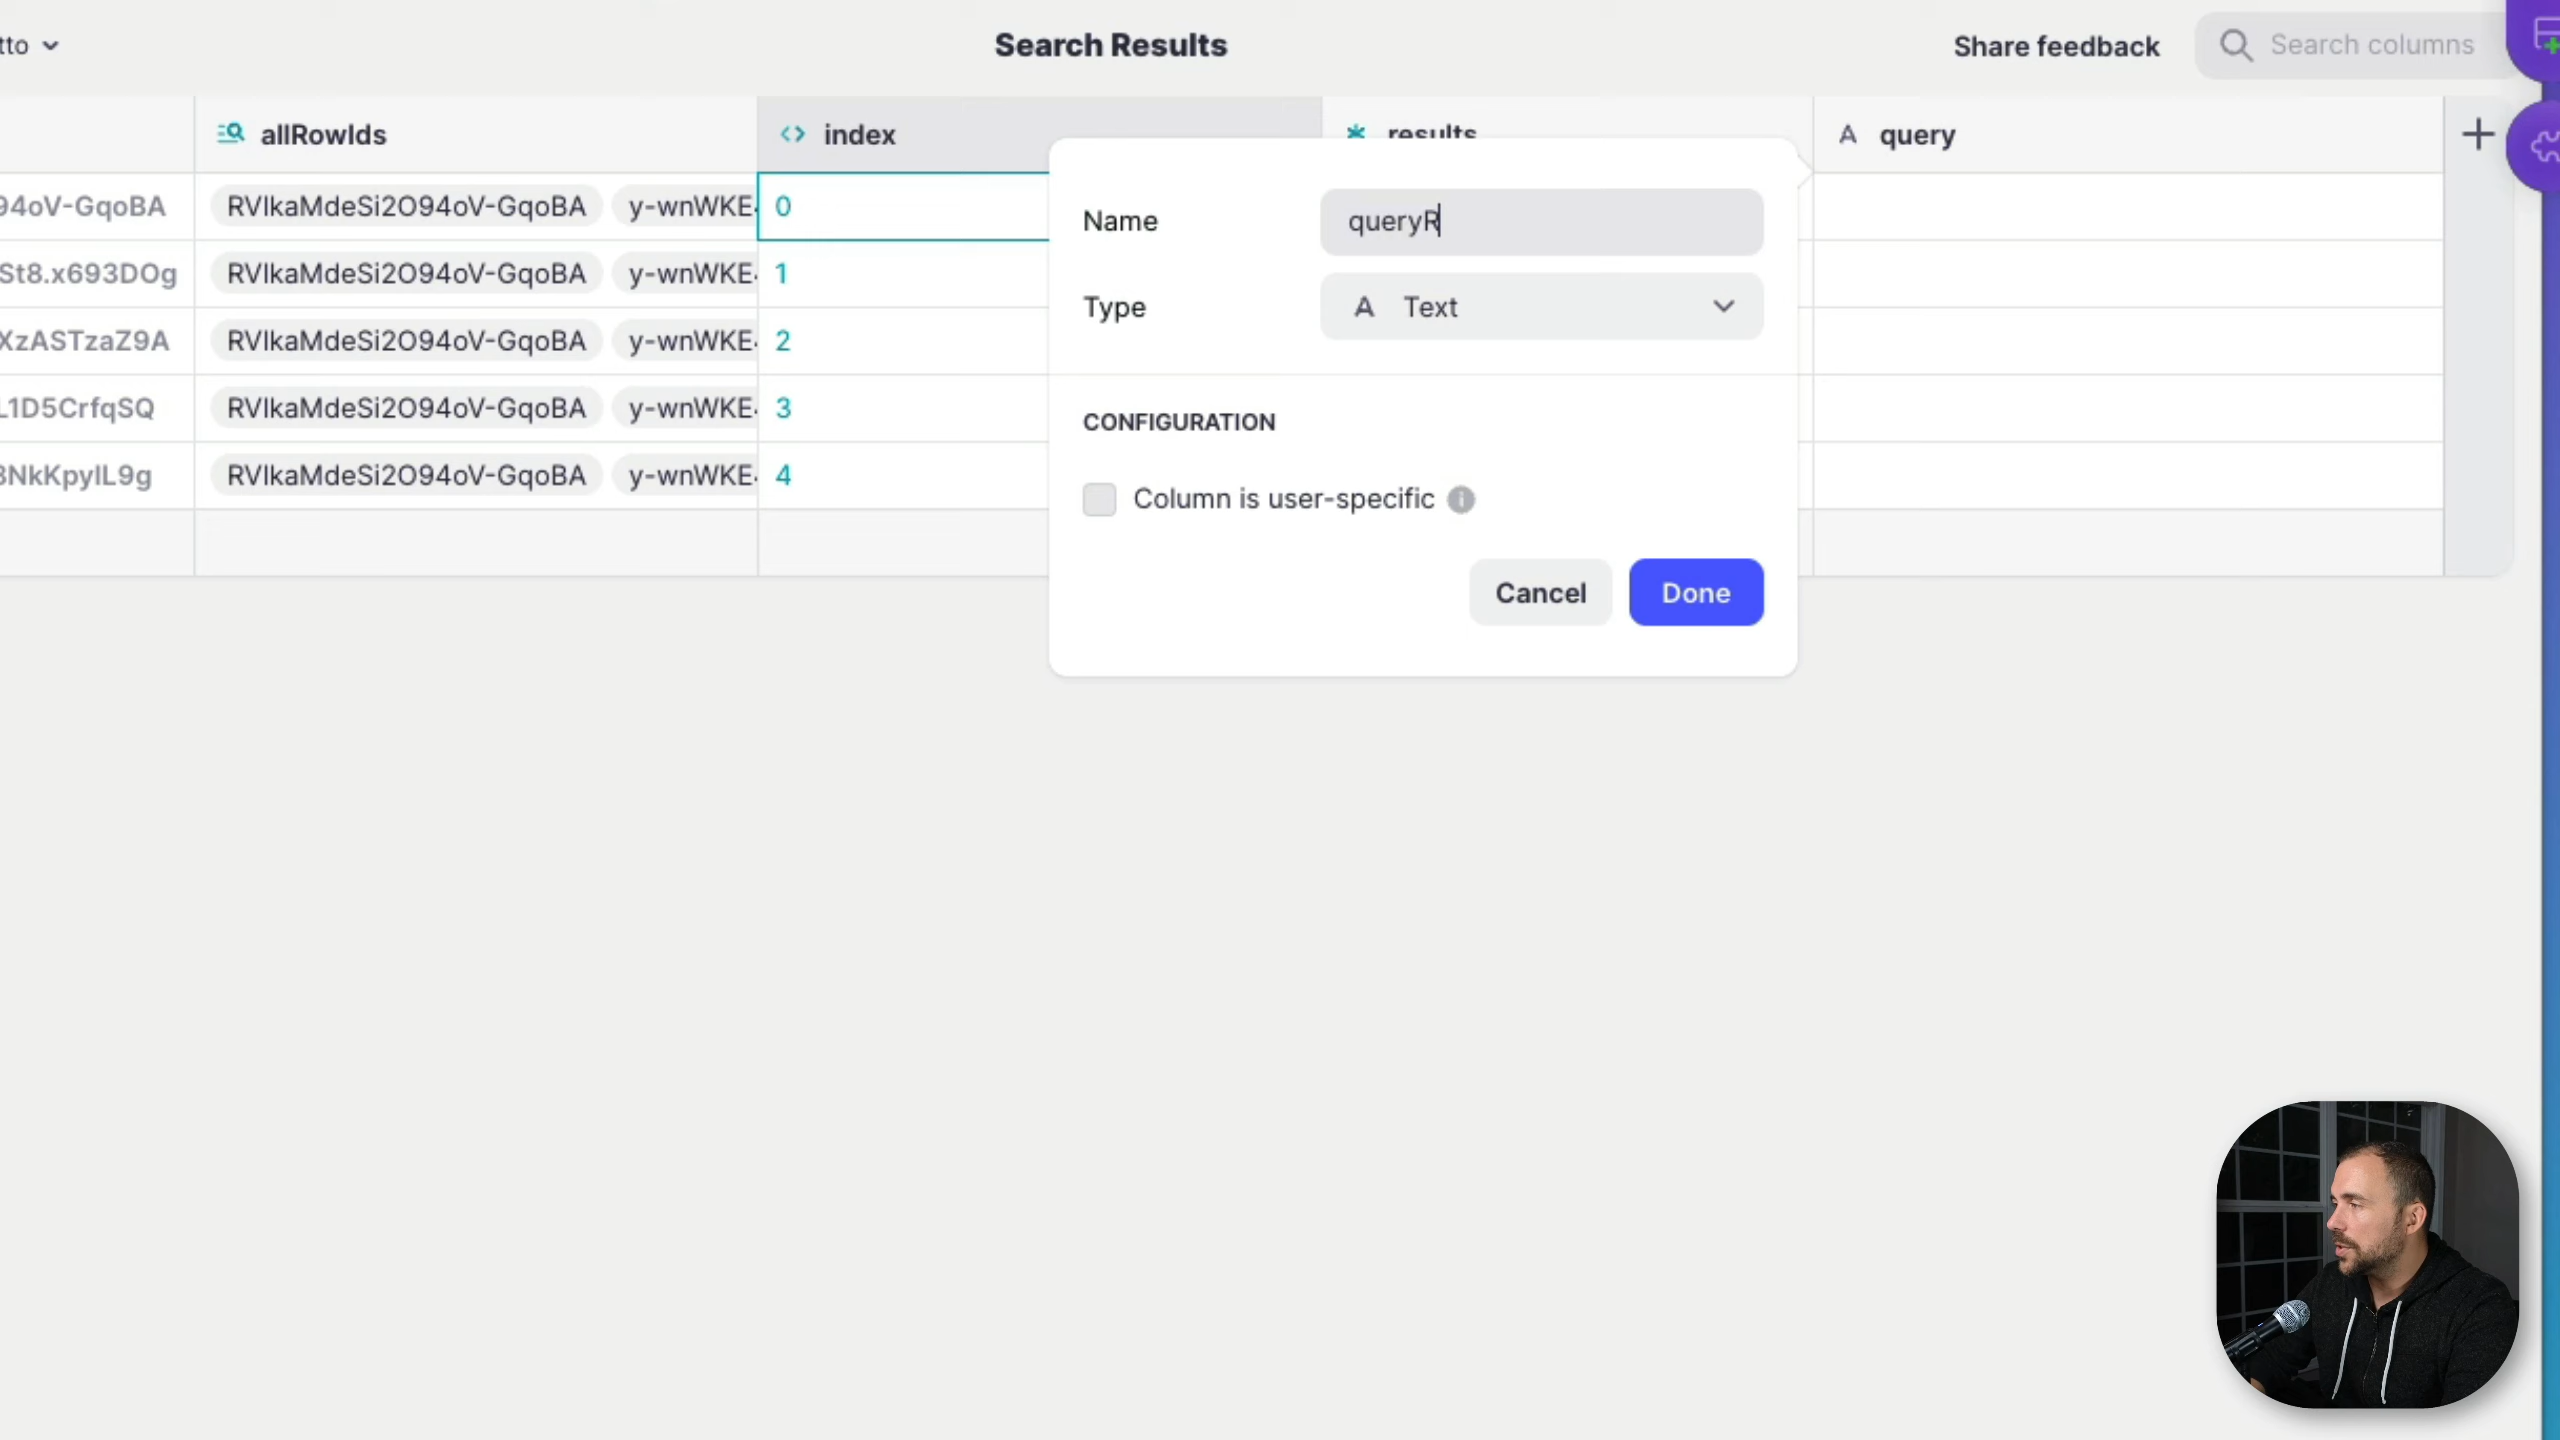 tto
Search Results
Share feedback
Search columns
allRowIds
index
results
query
94oV-GqoBA
RVIkaMdeSi2O94oV-GqoBA
y-wnWKE
0
St8.x693DOg
RVIkaMdeSi2O94oV-GqoBA
y-wnWKE
1
XzASTzaZ9A
RVIkaMdeSi2O94oV-GqoBA
y-wnWKE
2
L1D5CrfqSQ
RVIkaMdeSi2O94oV-GqoBA
y-wnWKE
3
3NkKpyIL9g
RVIkaMdeSi2O94oV-GqoBA
y-wnWKE
4
Name
queryR
Type
A Text
CONFIGURATION
Column is user-specific
Cancel
Done